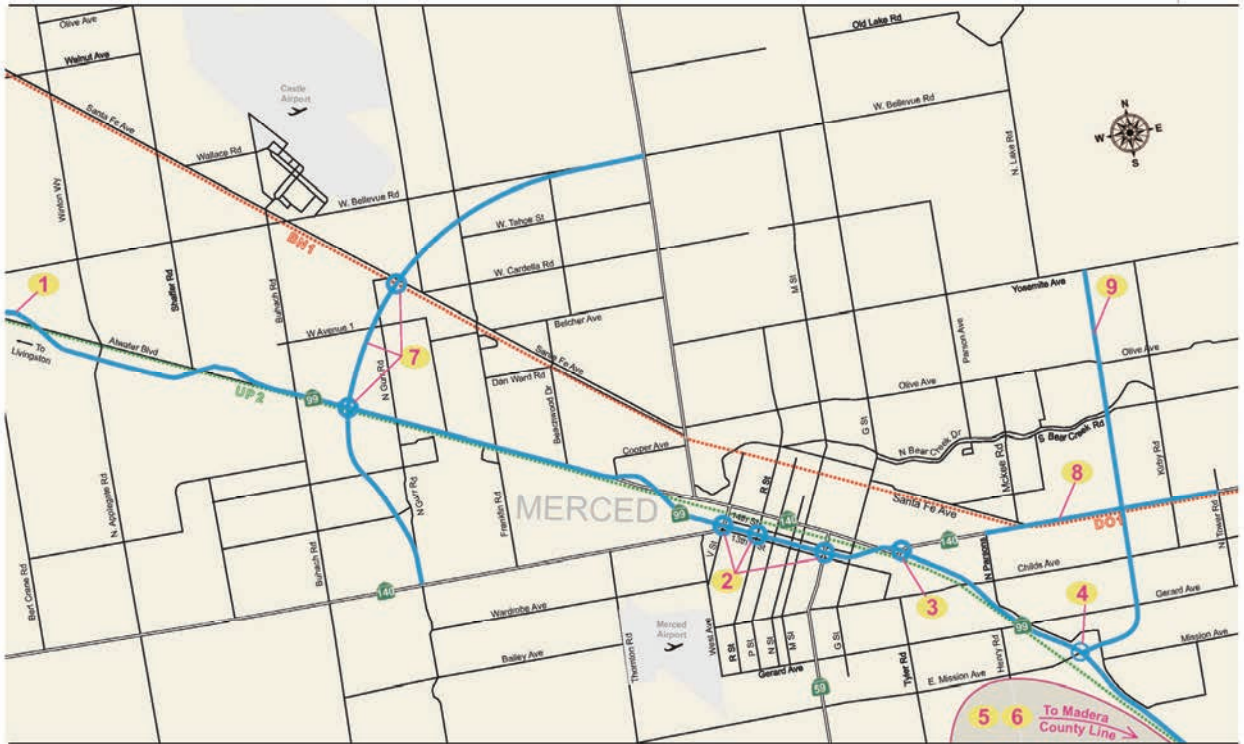 Olive Ave
Walnut Ave
Old Lake Rd
Castle
Airport
Santa Fe Ave
W. Bellevue Rd
N
W
E
S
Wallace Rd
N. Lake Rd
Winton Wy
W. Bellevue Rd
W. Tahoe St
BN1
Shaffer Rd
Buhach Rd
W. Cardella Rd
M St
1
Yosemite Ave
9
W Avenue 1
Belcher Ave
Parson Ave
To
Livingston
Atwater Blvd
7
Santa Fe Ave
Olive Ave
N Gurr Rd
Dan Ward Rd
Olive Ave
UP 2
99
Beachwood Dr
G St
N Bear Creek Dr
S Bear Creek Rd
Cooper Ave
Mckee Rd
Kirby Rd
R St
8
N. Applegate Rd
N Gurr Rd
Franklin Rd
MERCED
99
Santa Fe Ave
DO1
14th St
140
13th St
140
V St
N Parsons
N. Tower Rd
Buhach Rd
2
3
Childs Ave
Bert Crane Rd
140
4
Gerard Ave
Wardrobe Ave
Merced
Airport
99
Mission Ave
Thornton Rd
West Ave
R St
P St
N St
M St
G St
Bailey Ave
Gerard Ave
Tyler Rd
Henry Rd
E. Mission Ave
59
5
6
To Madera
County Line